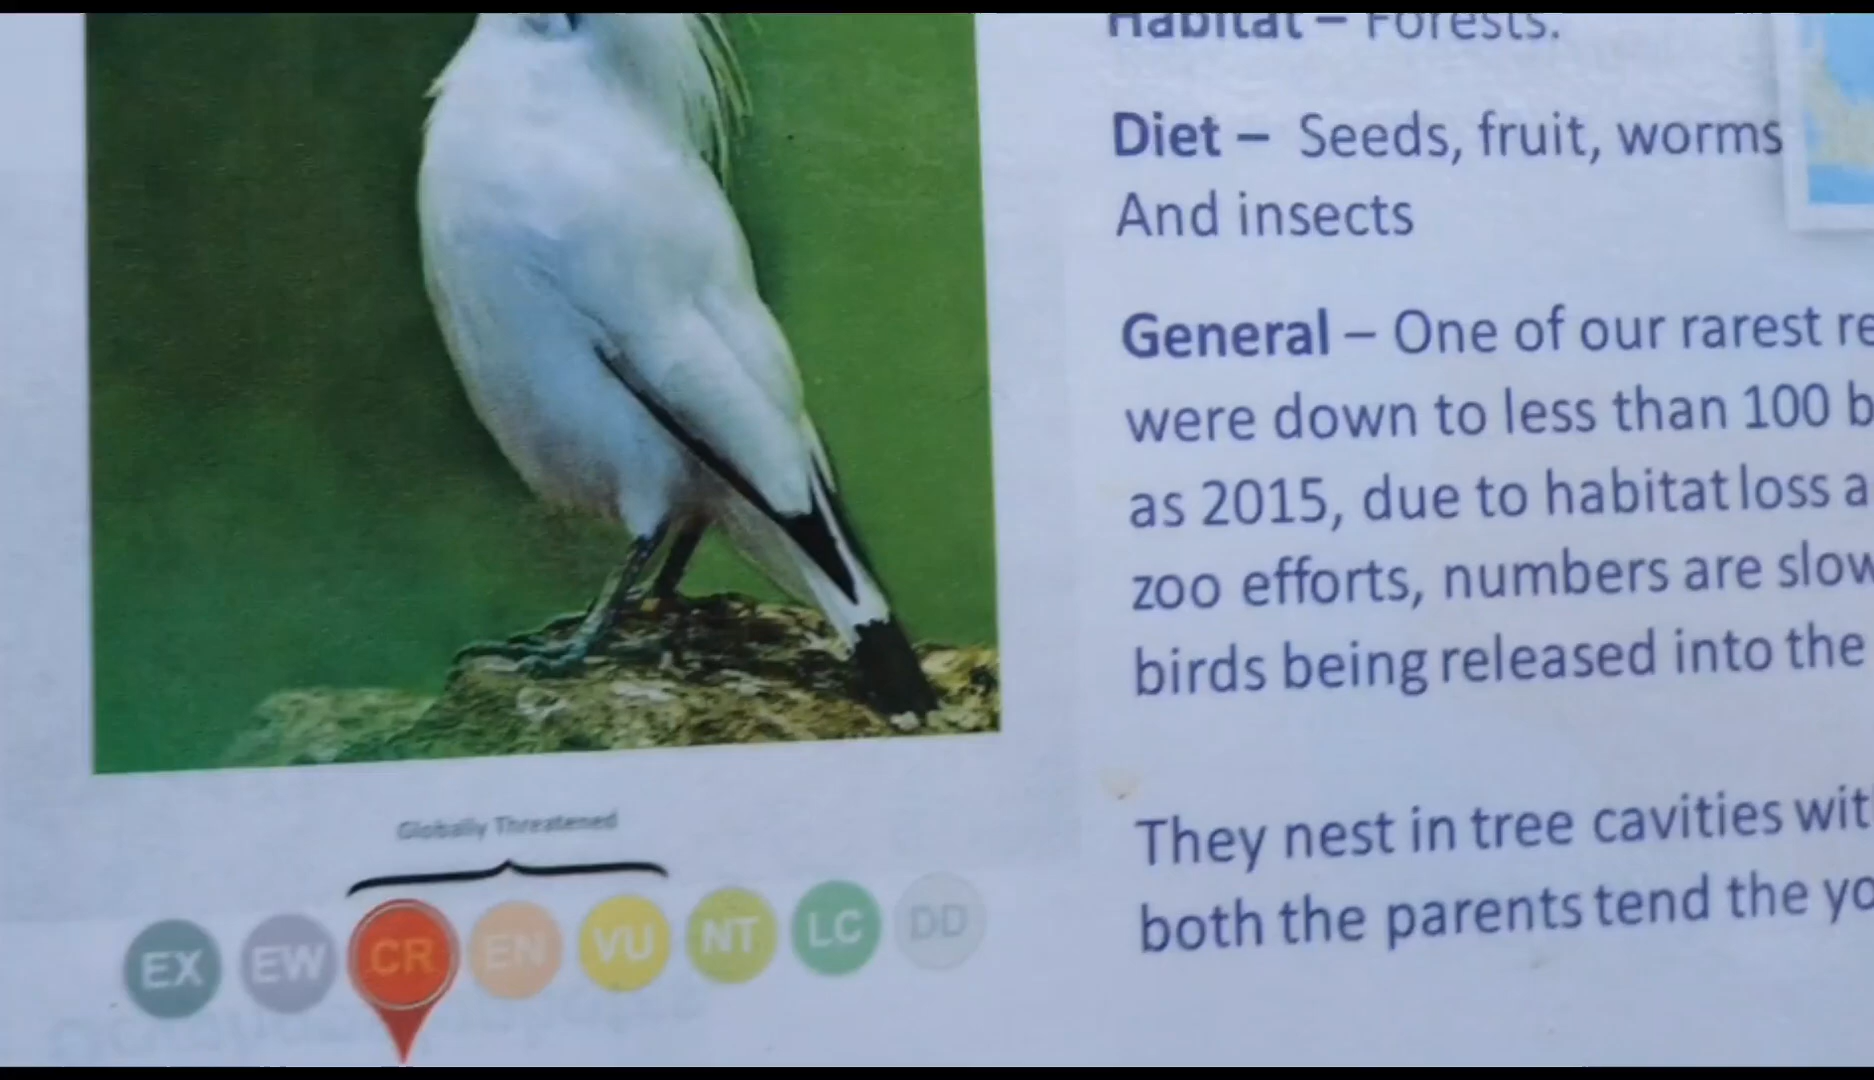 Habitat – Forests.
Diet – Seeds, fruit, worms
And insects
General – One of our rarest re
were down to less than 100 b
as 2015, due to habitat loss a
zoo efforts, numbers are slow
birds being released into the
They nest in tree cavities wit
both the parents tend the yo
Globally Threatened
EX EW CR EN VU NT LC DD